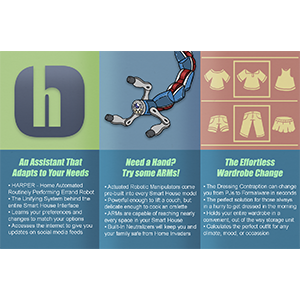 h
An Assistant That
Adapts to Your Needs
• HARPER - Home Automated
Routinely Performing Errand Robot
• The Unifying System behind the
entire Smart House Interface
• Learns your preferences and
changes to match your options
• Accesses the internet to give you
updates on social media feeds
Need a Hand?
Try some ARMs!
• Actuated Robotic Manipulators come
pre-built into every Smart House model
• Powerful enough to lift a couch, but
delicate enough to cook an omlette
• ARMs are capable of reaching nearly
every space in your Smart House
• Built-in Neutralizers will keep you and
your family safe from Home Invaders
The Effortless
Wardrobe Change
• The Dressing Contraption can change
you from PJs to Formalwear in seconds
• The perfect solution for those always
in a hurry to get dressed in the morning
• Holds your entire wardrobe in a
convenient, out of the way storage unit
• Calculates the perfect outfit for any
climate, mood, or occassion